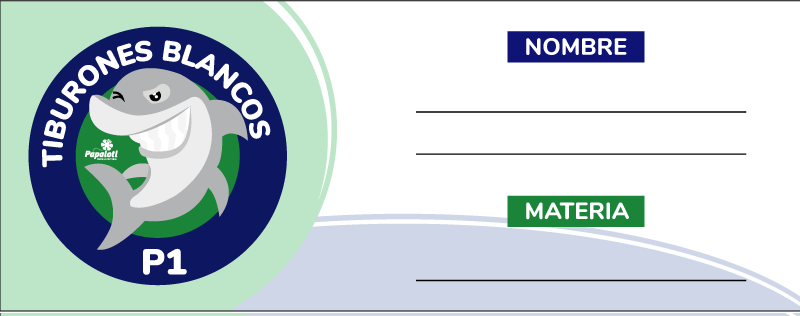 TIBURONES BLANCOS
Papaloti
P1
NOMBRE
MATERIA